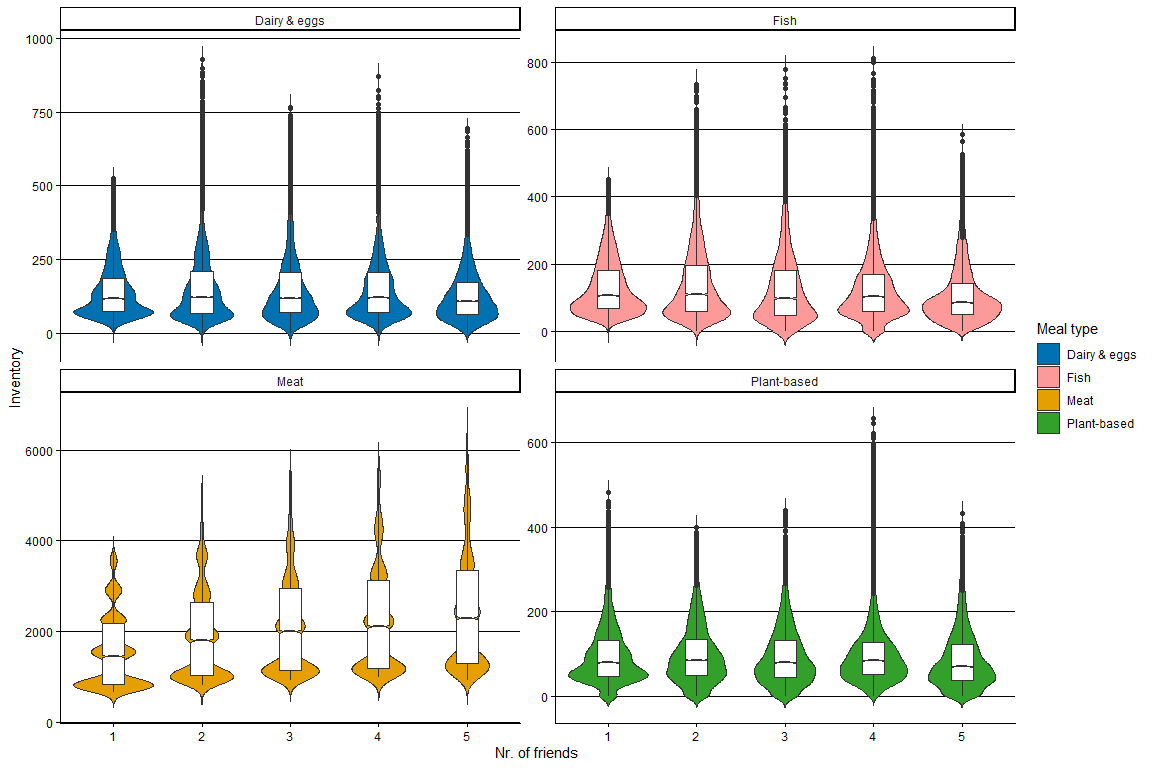 Dairy & eggs
Fish
1000
750
500
250
0
800
600
400
200
0
Inventory
Meat
Plant-based
6000
4000
2000
0
600
400
200
0
1 2 3 4 5
1 2 3 4 5
Nr. of friends
Meal type
Dairy & eggs
Fish
Meat
Plant-based